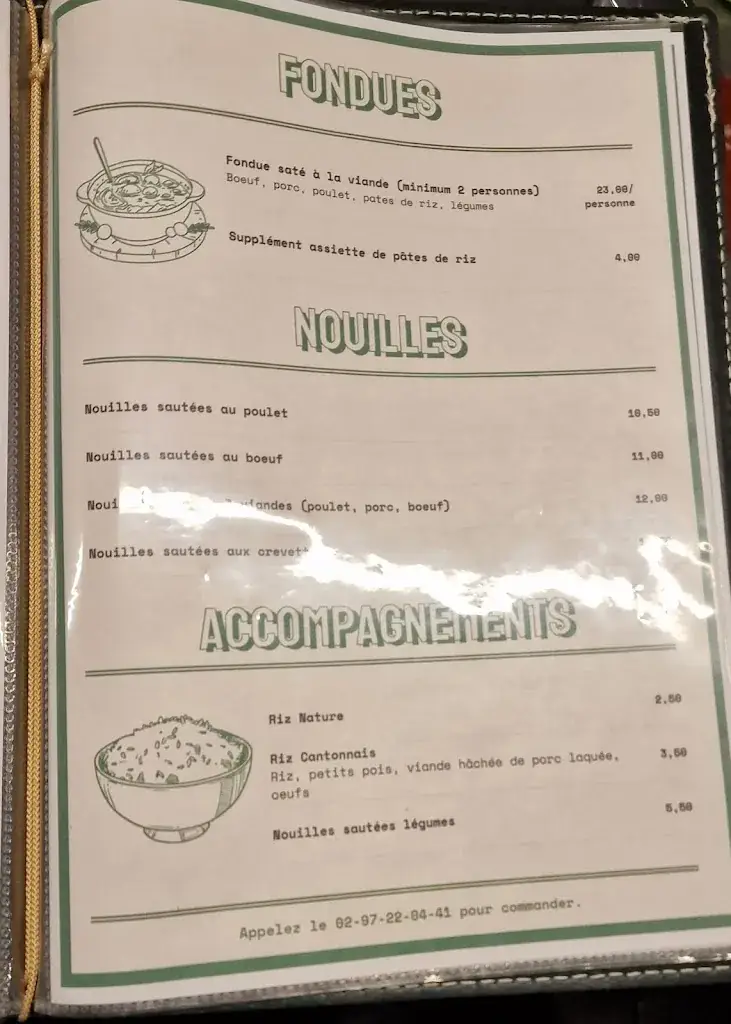 FONDUES
Fondue saté à la viande (minimum 2 personnes) 23,00/
Boeuf, porc, poulet, pates de riz, légumes personne
Supplément assiette de pâtes de riz 4,00
NOUILLES
Nouilles sautées au poulet 10,50
Nouilles sautées au boeuf 11,00
(poulet, porc, boeuf) 12,00
Nouilles sautées aux
ACCOMPAGNEMENTS
Riz Nature 2.50
Riz Cantonnais 3,50
Riz, petits pois, viande hâchée de porc laquée,
oeufs
Nouilles sautées légumes 5,50
Appelez le 02-97-22-04-41 pour commander.